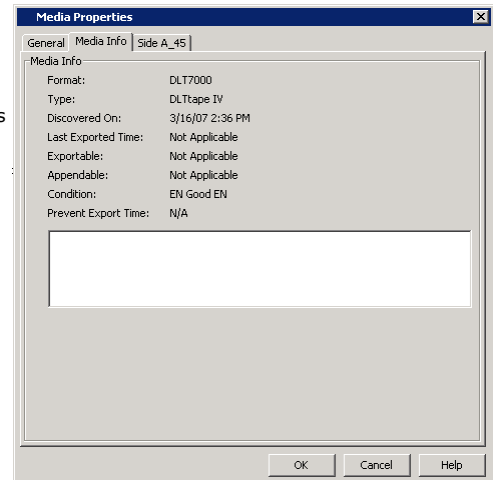 Media Properties
General Media Info Side A_45
Media Info
Format: DLT7000
Type: DLTtape IV
s
Discovered On: 3/16/07 2:36 PM
Last Exported Time: Not Applicable
Exportable: Not Applicable
Appendable: Not Applicable
Condition: EN Good EN
Prevent Export Time: N/A
OK Cancel Help